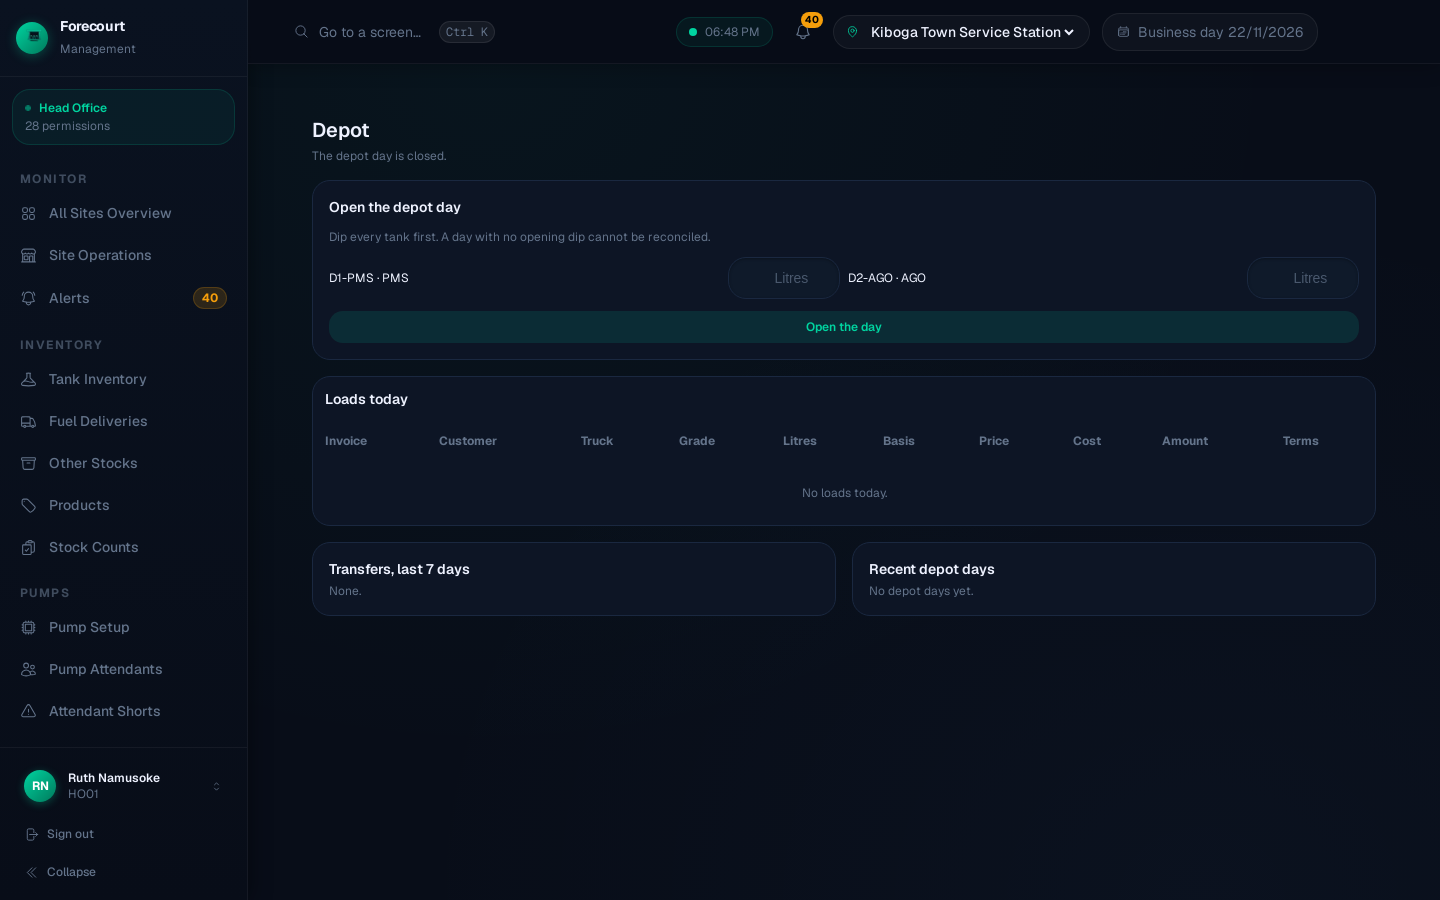 Forecourt
Management
Head Office
28 permissions
MONITOR
All Sites Overview
Site Operations
Alerts 40
INVENTORY
Tank Inventory
Fuel Deliveries
Other Stocks
Products
Stock Counts
PUMPS
Pump Setup
Pump Attendants
Attendant Shorts
RN Ruth Namusoke
HO01
Sign out
Collapse
Go to a screen... Ctrl K
06:48 PM
40
Kiboga Town Service Station
Business day 22/11/2026
Depot
The depot day is closed.
Open the depot day
Dip every tank first. A day with no opening dip cannot be reconciled.
D1-PMS · PMS Litres D2-AGO · AGO Litres
Open the day
Loads today
Invoice Customer Truck Grade Litres Basis Price Cost Amount Terms
No loads today.
Transfers, last 7 days
None.
Recent depot days
No depot days yet.